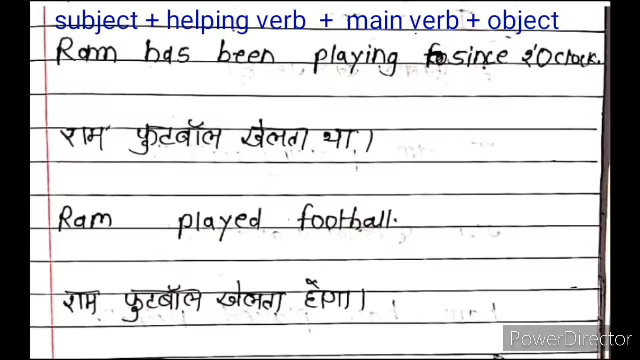 subject + helping verb + main verb + object
Ram has been playing since 2'O clock.
राम फुटबॉल खेलता था।
Ram played football.
राम फुटबॉल खेलता होगा।
PowerDirector